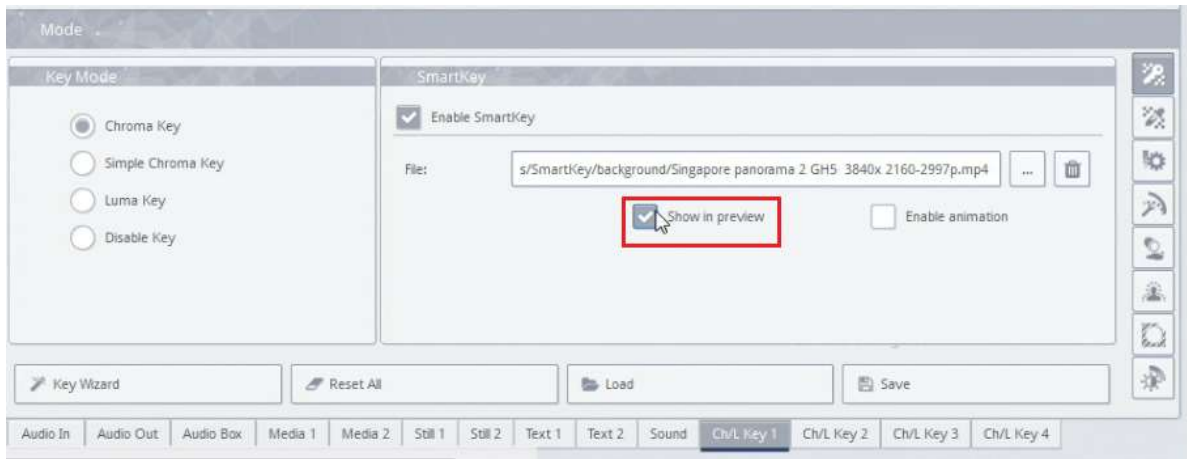 Mode
Key Mode
SmartKey
Chroma Key
Enable SmartKey
Simple Chroma Key
File:
s/SmartKey/background/Singapore panorama 2 GH5 3840x 2160-2997p.mp4
...
Luma Key
Show in preview
Enable animation
Disable Key
Key Wizard
Reset All
Load
Save
Audio In
Audio Out
Audio Box
Media 1
Media 2
Still 1
Still 2
Text 1
Text 2
Sound
Ch/L Key 1
Ch/L Key 2
Ch/L Key 3
Ch/L Key 4